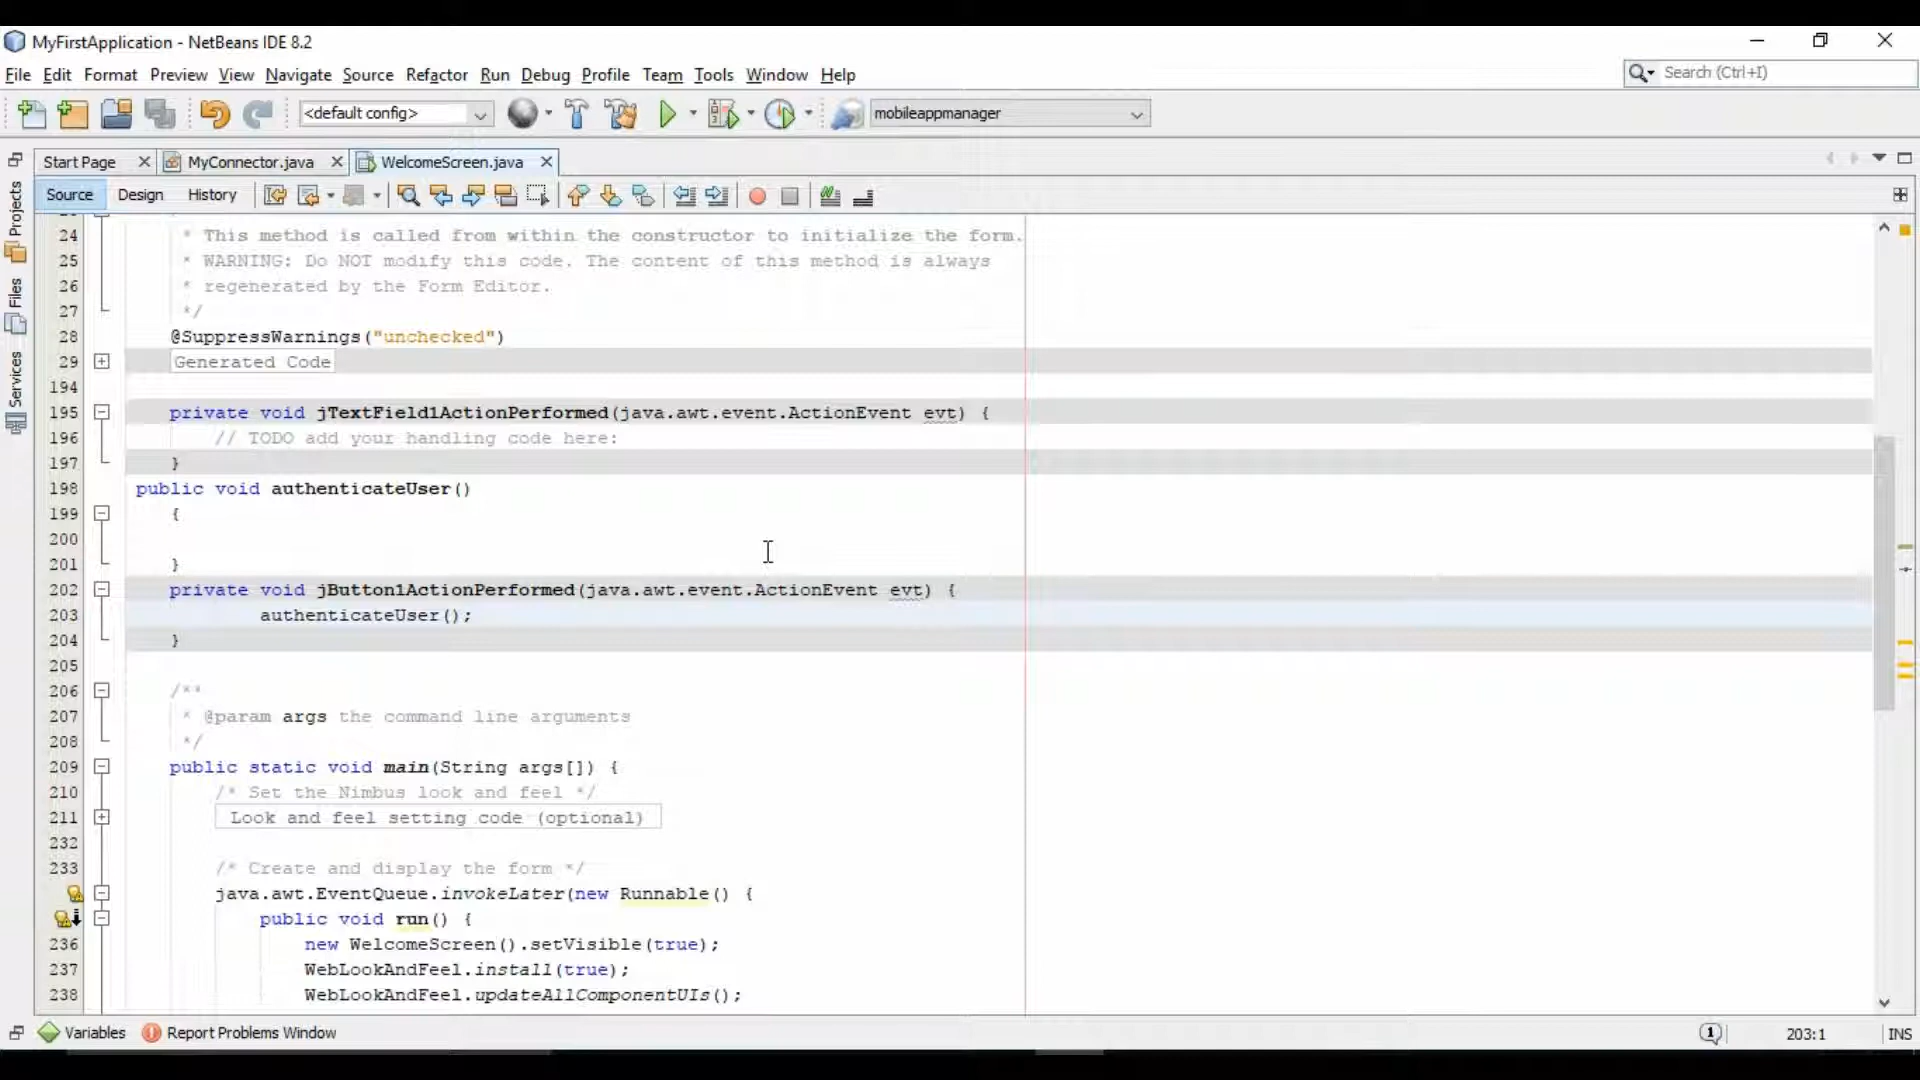 MyFirstApplication - NetBeans IDE 8.2
File Edit Format Preview View Navigate Source Refactor Run Debug Profile Team Tools Window Help
Search (Ctrl+I)
<default config>
mobileappmanager
Start Page
MyConnector.java
WelcomeScreen.java
Source Design History
Projects
Files
Services
24 * This method is called from within the constructor to initialize the form.
25 * WARNING: Do NOT modify this code. The content of this method is always
26 * regenerated by the Form Editor.
27 */
28 @SuppressWarnings("unchecked")
29 Generated Code
194
195 private void jTextField1ActionPerformed(java.awt.event.ActionEvent evt) {
196 // TODO add your handling code here:
197 }
198 public void authenticateUser()
199 {
200
201 }
202 private void jButton1ActionPerformed(java.awt.event.ActionEvent evt) {
203 authenticateUser();
204 }
205
206 /**
207 * @param args the command line arguments
208 */
209 public static void main(String args[]) {
210 /* Set the Nimbus look and feel */
211 Look and feel setting code (optional)
232
233 /* Create and display the form */
java.awt.EventQueue.invokeLater(new Runnable() {
public void run() {
236 new WelcomeScreen().setVisible(true);
237 WebLookAndFeel.install(true);
238 WebLookAndFeel.updateAllComponentUIs();
Variables
Report Problems Window
1
203:1
INS